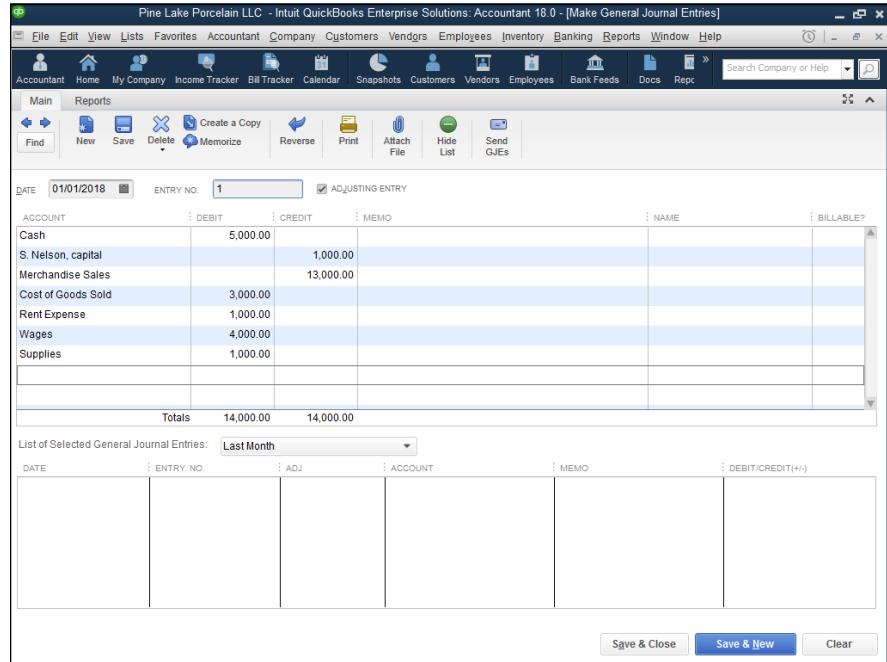 qb Pine Lake Porcelain LLC - Intuit QuickBooks Enterprise Solutions: Accountant 18.0 - [Make General Journal Entries]
File Edit View Lists Favorites Accountant Company Customers Vendors Employees Inventory Banking Reports Window Help
31
Accountant Home My Company Income Tracker Bill Tracker Calendar Snapshots Customers Vendors Employees Bank Feeds Docs Repc » Search Company or Help
Main Reports
Find New Save Delete Create a Copy Memorize Reverse Print Attach File Hide List Send GJEs
DATE 01/01/2018 ENTRY NO. 1 ADJUSTING ENTRY
ACCOUNT DEBIT CREDIT MEMO NAME BILLABLE?
Cash 5,000.00
S. Nelson, capital 1,000.00
Merchandise Sales 13,000.00
Cost of Goods Sold 3,000.00
Rent Expense 1,000.00
Wages 4,000.00
Supplies 1,000.00
Totals 14,000.00 14,000.00
List of Selected General Journal Entries: Last Month
DATE ENTRY. NO. ADJ ACCOUNT MEMO DEBIT/CREDIT(+/-)
Save & Close Save & New Clear